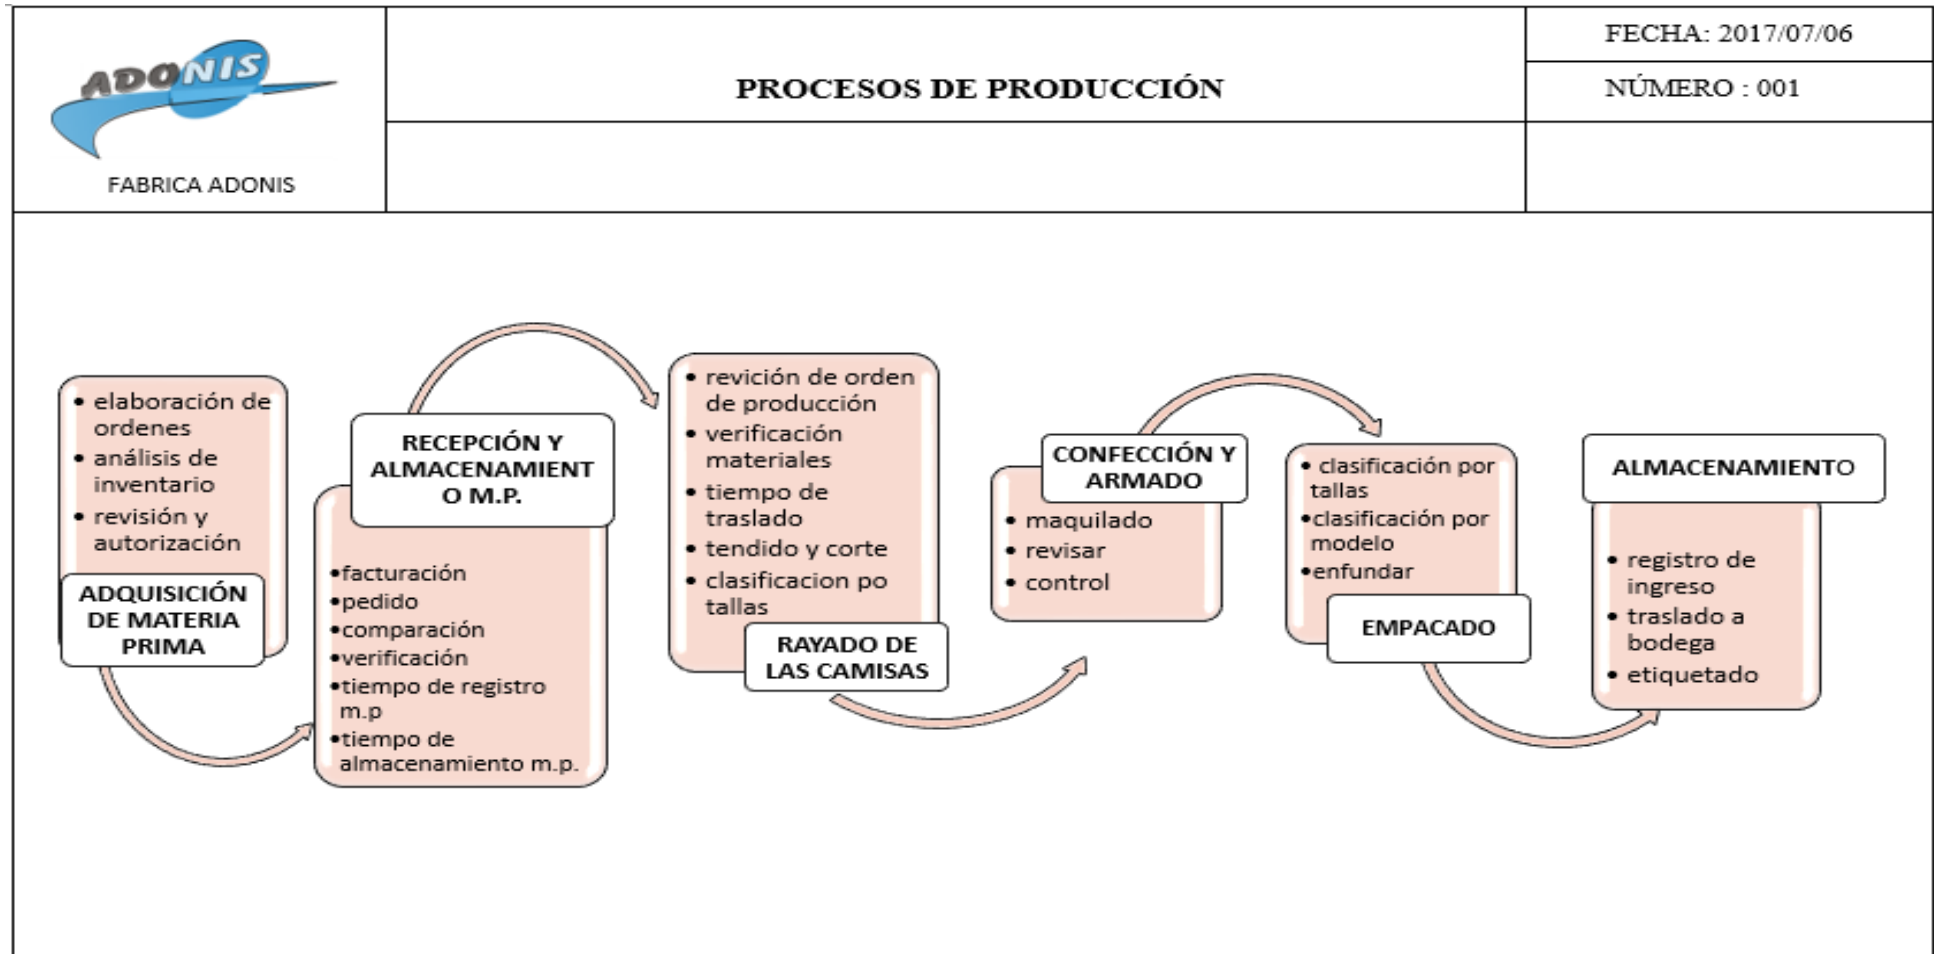 ADONIS
FABRICA ADONIS
PROCESOS DE PRODUCCIÓN
FECHA: 2017/07/06
NÚMERO : 001
• elaboración de
ordenes
• análisis de
inventario
• revisión y
autorización
ADQUISICIÓN
DE MATERIA
PRIMA
RECEPCIÓN Y
ALMACENAMIENT
O M.P.
•facturación
•pedido
•comparación
•verificación
•tiempo de registro
m.p
•tiempo de
almacenamiento m.p.
• revición de orden
de producción
• verificación
materiales
• tiempo de
traslado
• tendido y corte
• clasificacion po
tallas
RAYADO DE
LAS CAMISAS
CONFECCIÓN Y
ARMADO
• maquilado
• revisar
• control
• clasificación por
tallas
•clasificación por
modelo
•enfundar
EMPACADO
ALMACENAMIENTO
• registro de
ingreso
• traslado a
bodega
• etiquetado